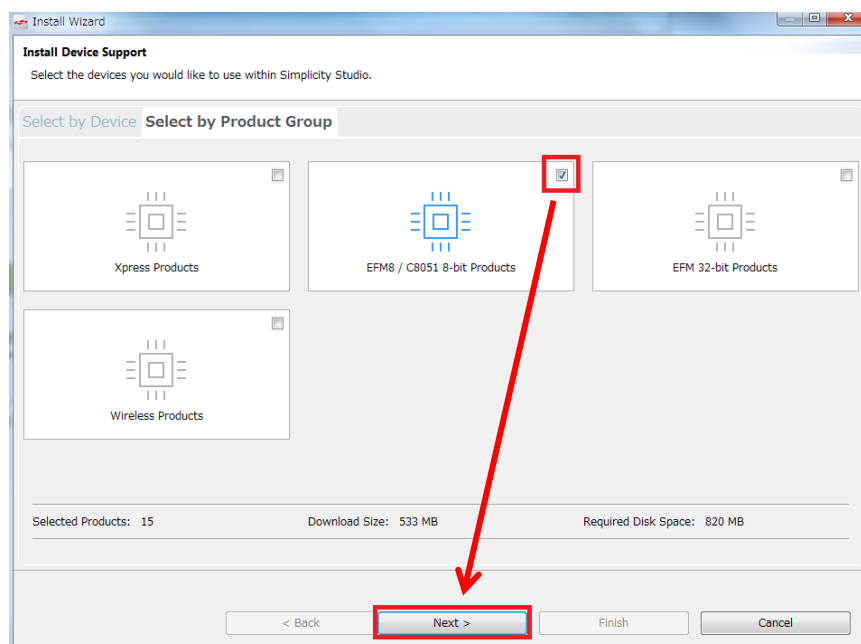 Install Wizard
Install Device Support
Select the devices you would like to use within Simplicity Studio.
Select by Device Select by Product Group
Xpress Products
EFM8 / C8051 8-bit Products
EFM 32-bit Products
Wireless Products
Selected Products: 15 Download Size: 533 MB Required Disk Space: 820 MB
< Back Next > Finish Cancel